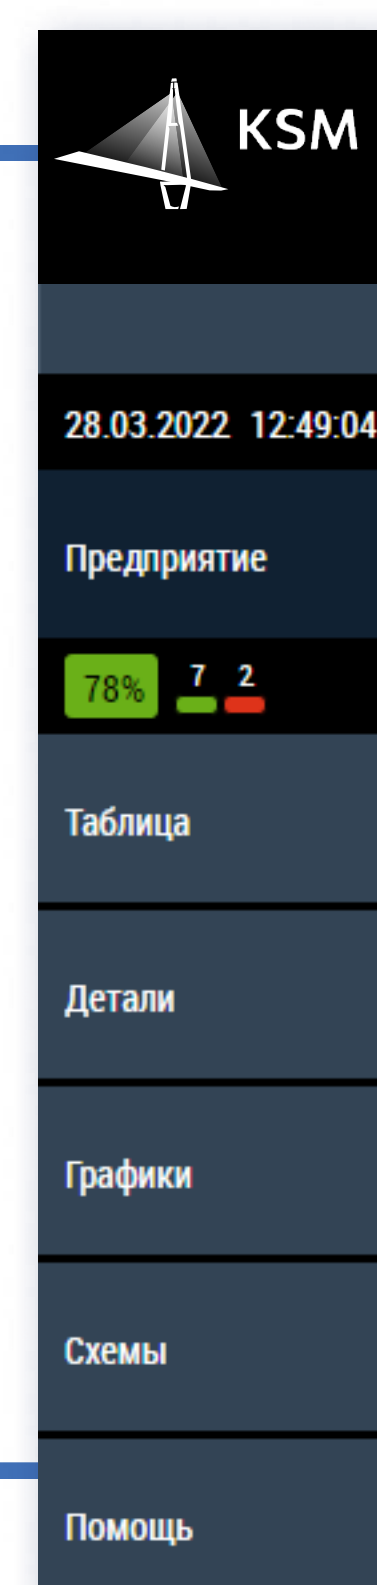 KSM
28.03.2022 12:49:04
Предприятие
78% 7 2
Таблица
Детали
Графики
Схемы
Помощь